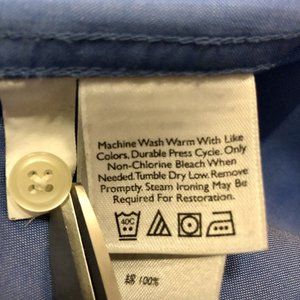 Machine Wash Warm With Like
Colors, Durable Press Cycle. Only
Non-Chlorine Bleach When
Needed. Tumble Dry Low. Remove
Promptly. Steam Ironing May Be
Required For Restoration.
40C
100%